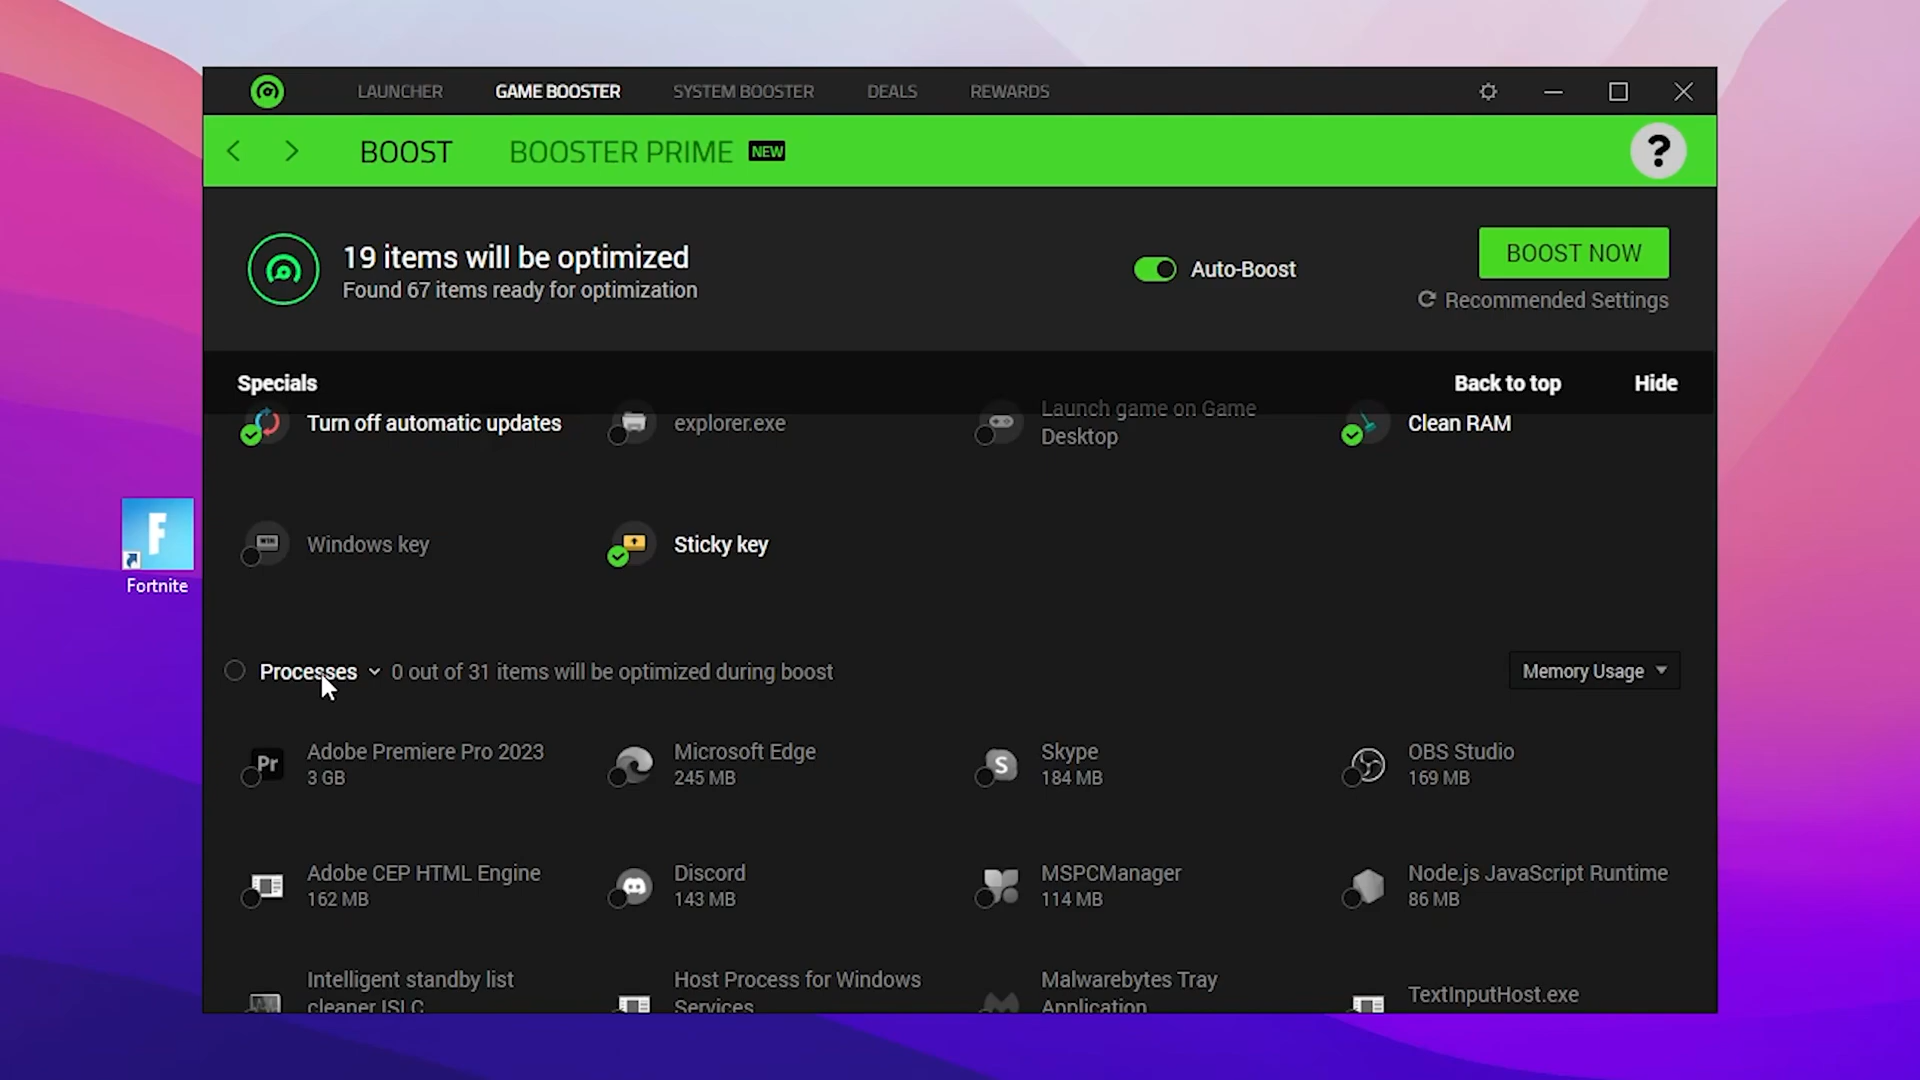 LAUNCHER GAME BOOSTER SYSTEM BOOSTER DEALS REWARDS
BOOST BOOSTER PRIME NEW ?
19 items will be optimized
Found 67 items ready for optimization
Auto-Boost
BOOST NOW
Recommended Settings
Specials Back to top Hide
Turn off automatic updates
explorer.exe
Launch game on Game
Desktop
Clean RAM
WIN
Windows key
Sticky key
F
Fortnite
Processes 0 out of 31 items will be optimized during boost
Memory Usage
Pr
Adobe Premiere Pro 2023
3 GB
Microsoft Edge
245 MB
S
Skype
184 MB
OBS Studio
169 MB
Adobe CEP HTML Engine
162 MB
Discord
143 MB
MSPCManager
114 MB
Node.js JavaScript Runtime
86 MB
Intelligent standby list
cleaner ISLC
Host Process for Windows
Services
Malwarebytes Tray
Application
TextInputHost.exe